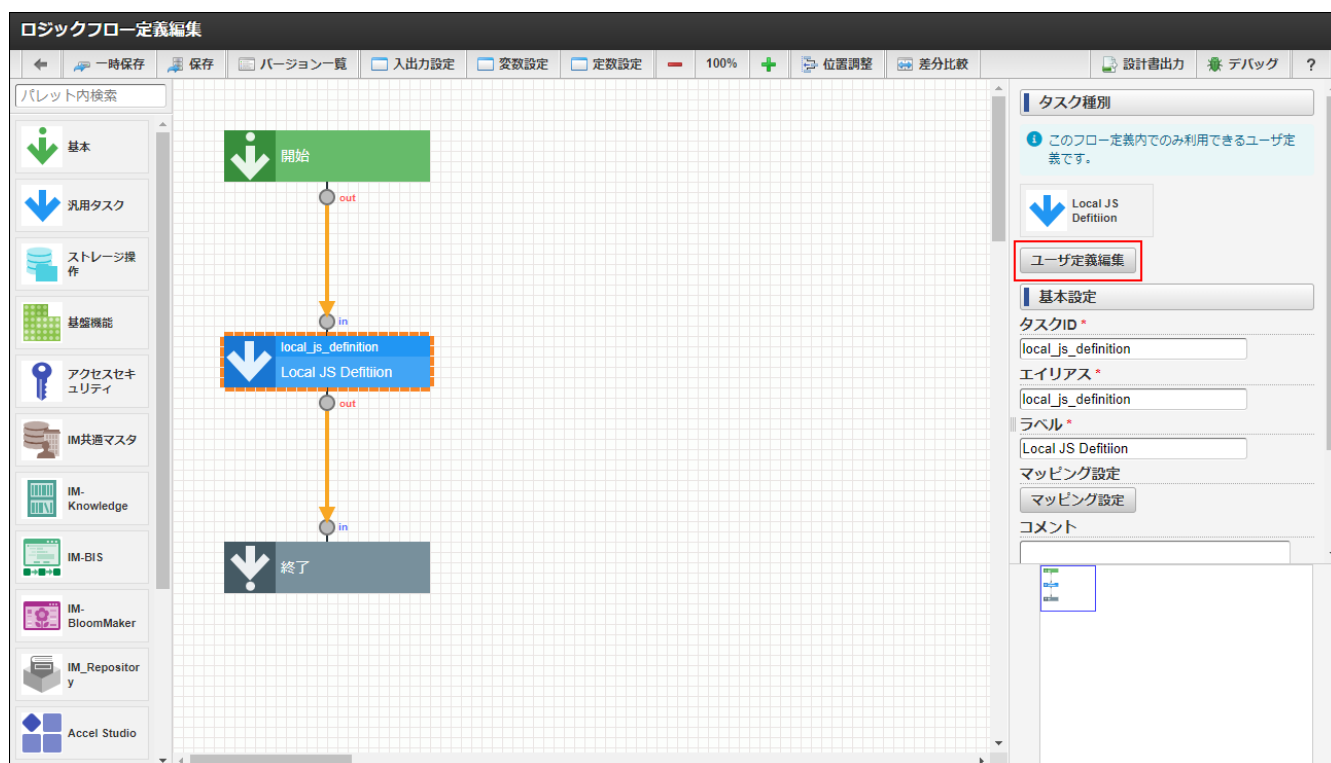 ロジックフロー定義編集
一時保存 保存 バージョン一覧 入出力設定 変数設定 定数設定 100% 位置調整 差分比較 設計書出力 デバッグ ?
パレット内検索
基本
汎用タスク
ストレージ操
作
基盤機能
アクセスセキ
ュリティ
IM共通マスタ
IM-
Knowledge
IM-BIS
IM-
BloomMaker
IM_Repositor
y
Accel Studio
開始
out
in
local_js_definition
Local JS Defitiion
out
in
終了
タスク種別
このフロー定義内でのみ利用できるユーザ定
義です。
Local JS
Defitiion
ユーザ定義編集
基本設定
タスクID *
local_js_definition
エイリアス *
local_js_definition
ラベル *
Local JS Defitiion
マッピング設定
マッピング設定
コメント